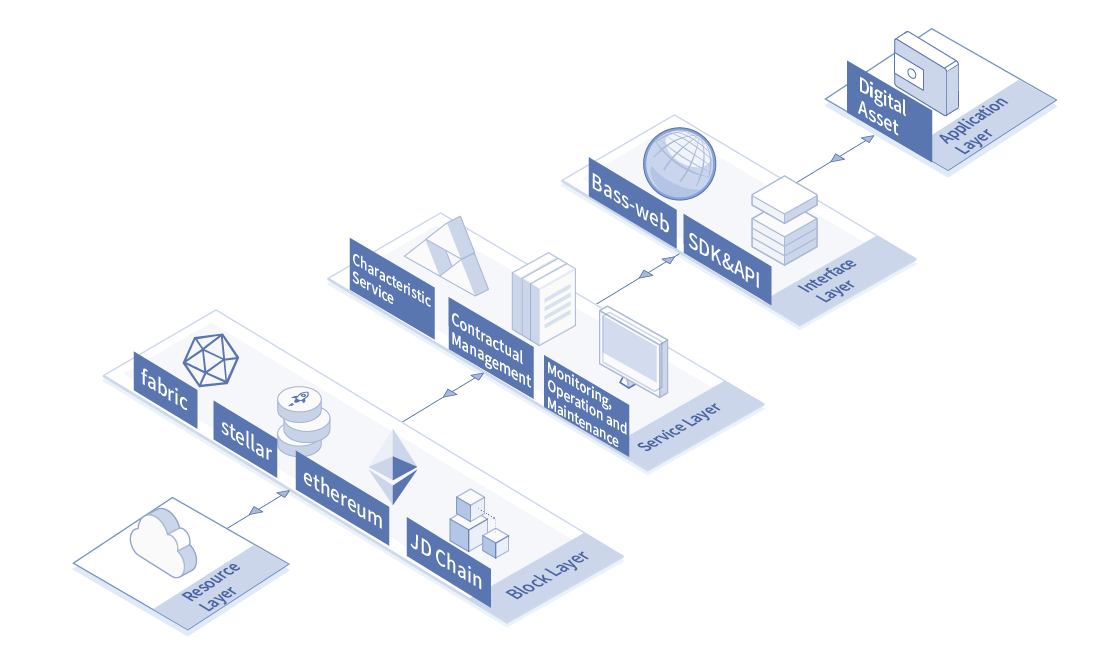 Digital
Asset
Application
Layer
Bass-web
SDK&API
Interface
Layer
Characteristic
Service
Contractual
Management
Monitoring,
Operation and
Maintenance
Service Layer
fabric
stellar
ethereum
JD Chain
Block Layer
Resource
Layer